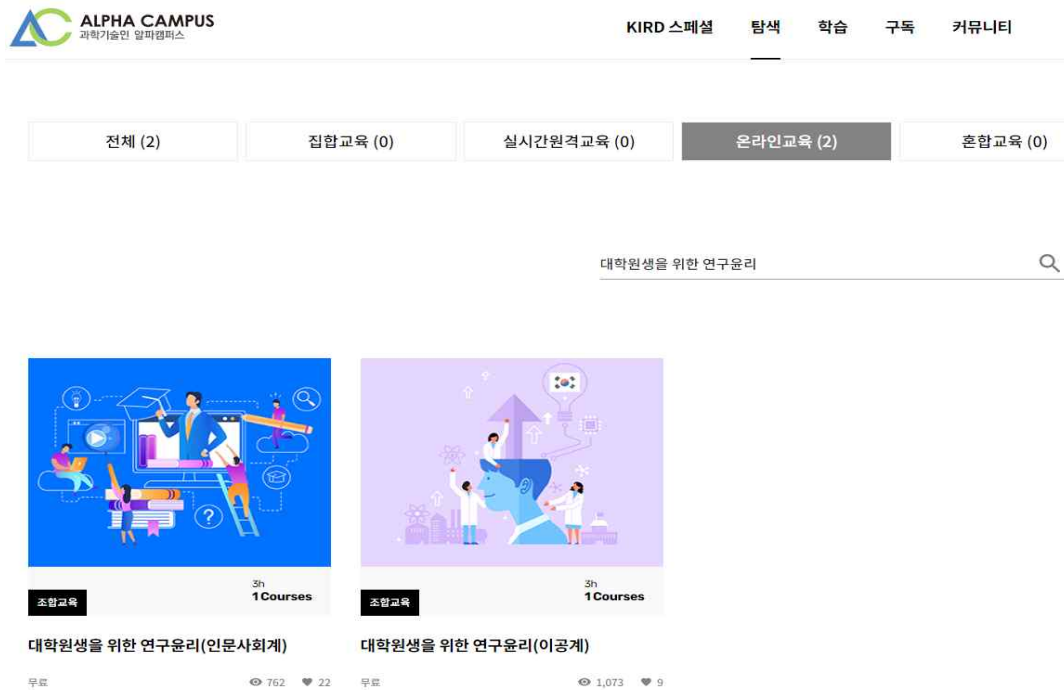 ALPHA CAMPUS
과학기술인 알파캠퍼스
KIRD 스페셜 탐색 학습 구독 커뮤니티
전체 (2) 집합교육 (0) 실시간원격교육 (0) 온라인교육 (2) 혼합교육 (0)
대학원생을 위한 연구윤리
3h
1 Courses
조합교육
대학원생을 위한 연구윤리(인문사회계)
무료 762 22
3h
1 Courses
조합교육
대학원생을 위한 연구윤리(이공계)
무료 1,073 9